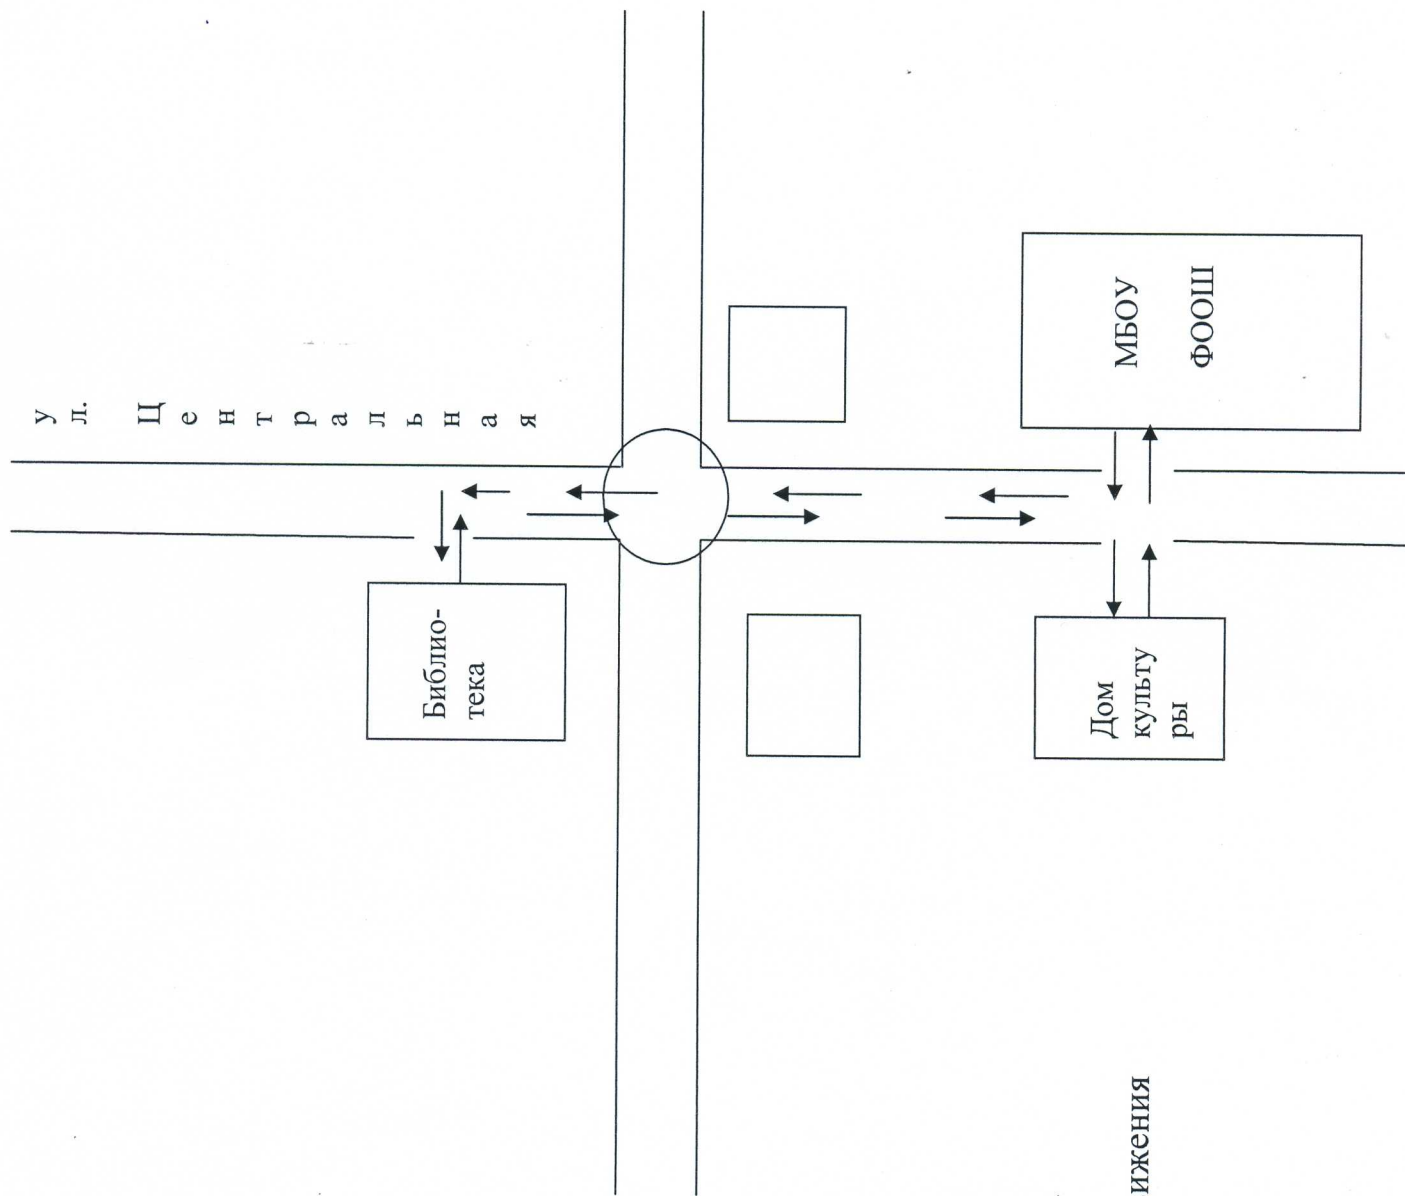 ул. Центральная
МБОУ
ФООШ
Библио-
тека
Дом
культу
ры
ижения